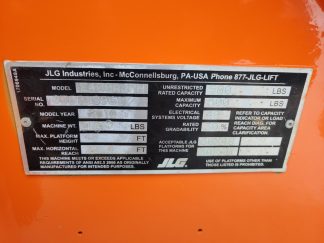 JLG Industries, Inc - McConnellsburg, PA-USA Phone 877-JLG-LIFT
MODEL
SERIAL NO.
MODEL YEAR
MACHINE WT. LBS
MAX. PLATFORM HEIGHT FT
MAX. HORIZONTAL REACH FT
THIS MACHINE MEETS OR EXCEEDS APPLICABLE
REQUIREMENTS OF ANSI A92.5 2006 AS ORIGINALLY
MANUFACTURED FOR INTENDED PURPOSES.
UNRESTRICTED RATED CAPACITY LBS
MAXIMUM CAPACITY LBS
ELECTRICAL SYSTEMS VOLTAGE
RATED GRADEABILITY
REFER TO CAPACITY
INDICATOR OR LOAD
REACH DIAG. FOR
CAPACITY AREA
CLARIFICATION.
ACCEPTABLE JLG
PLATFORMS FOR
THIS MACHINE
JLG
USE OF PLATFORMS OTHER THAN
THOSE LISTED IS PROHIBITED.